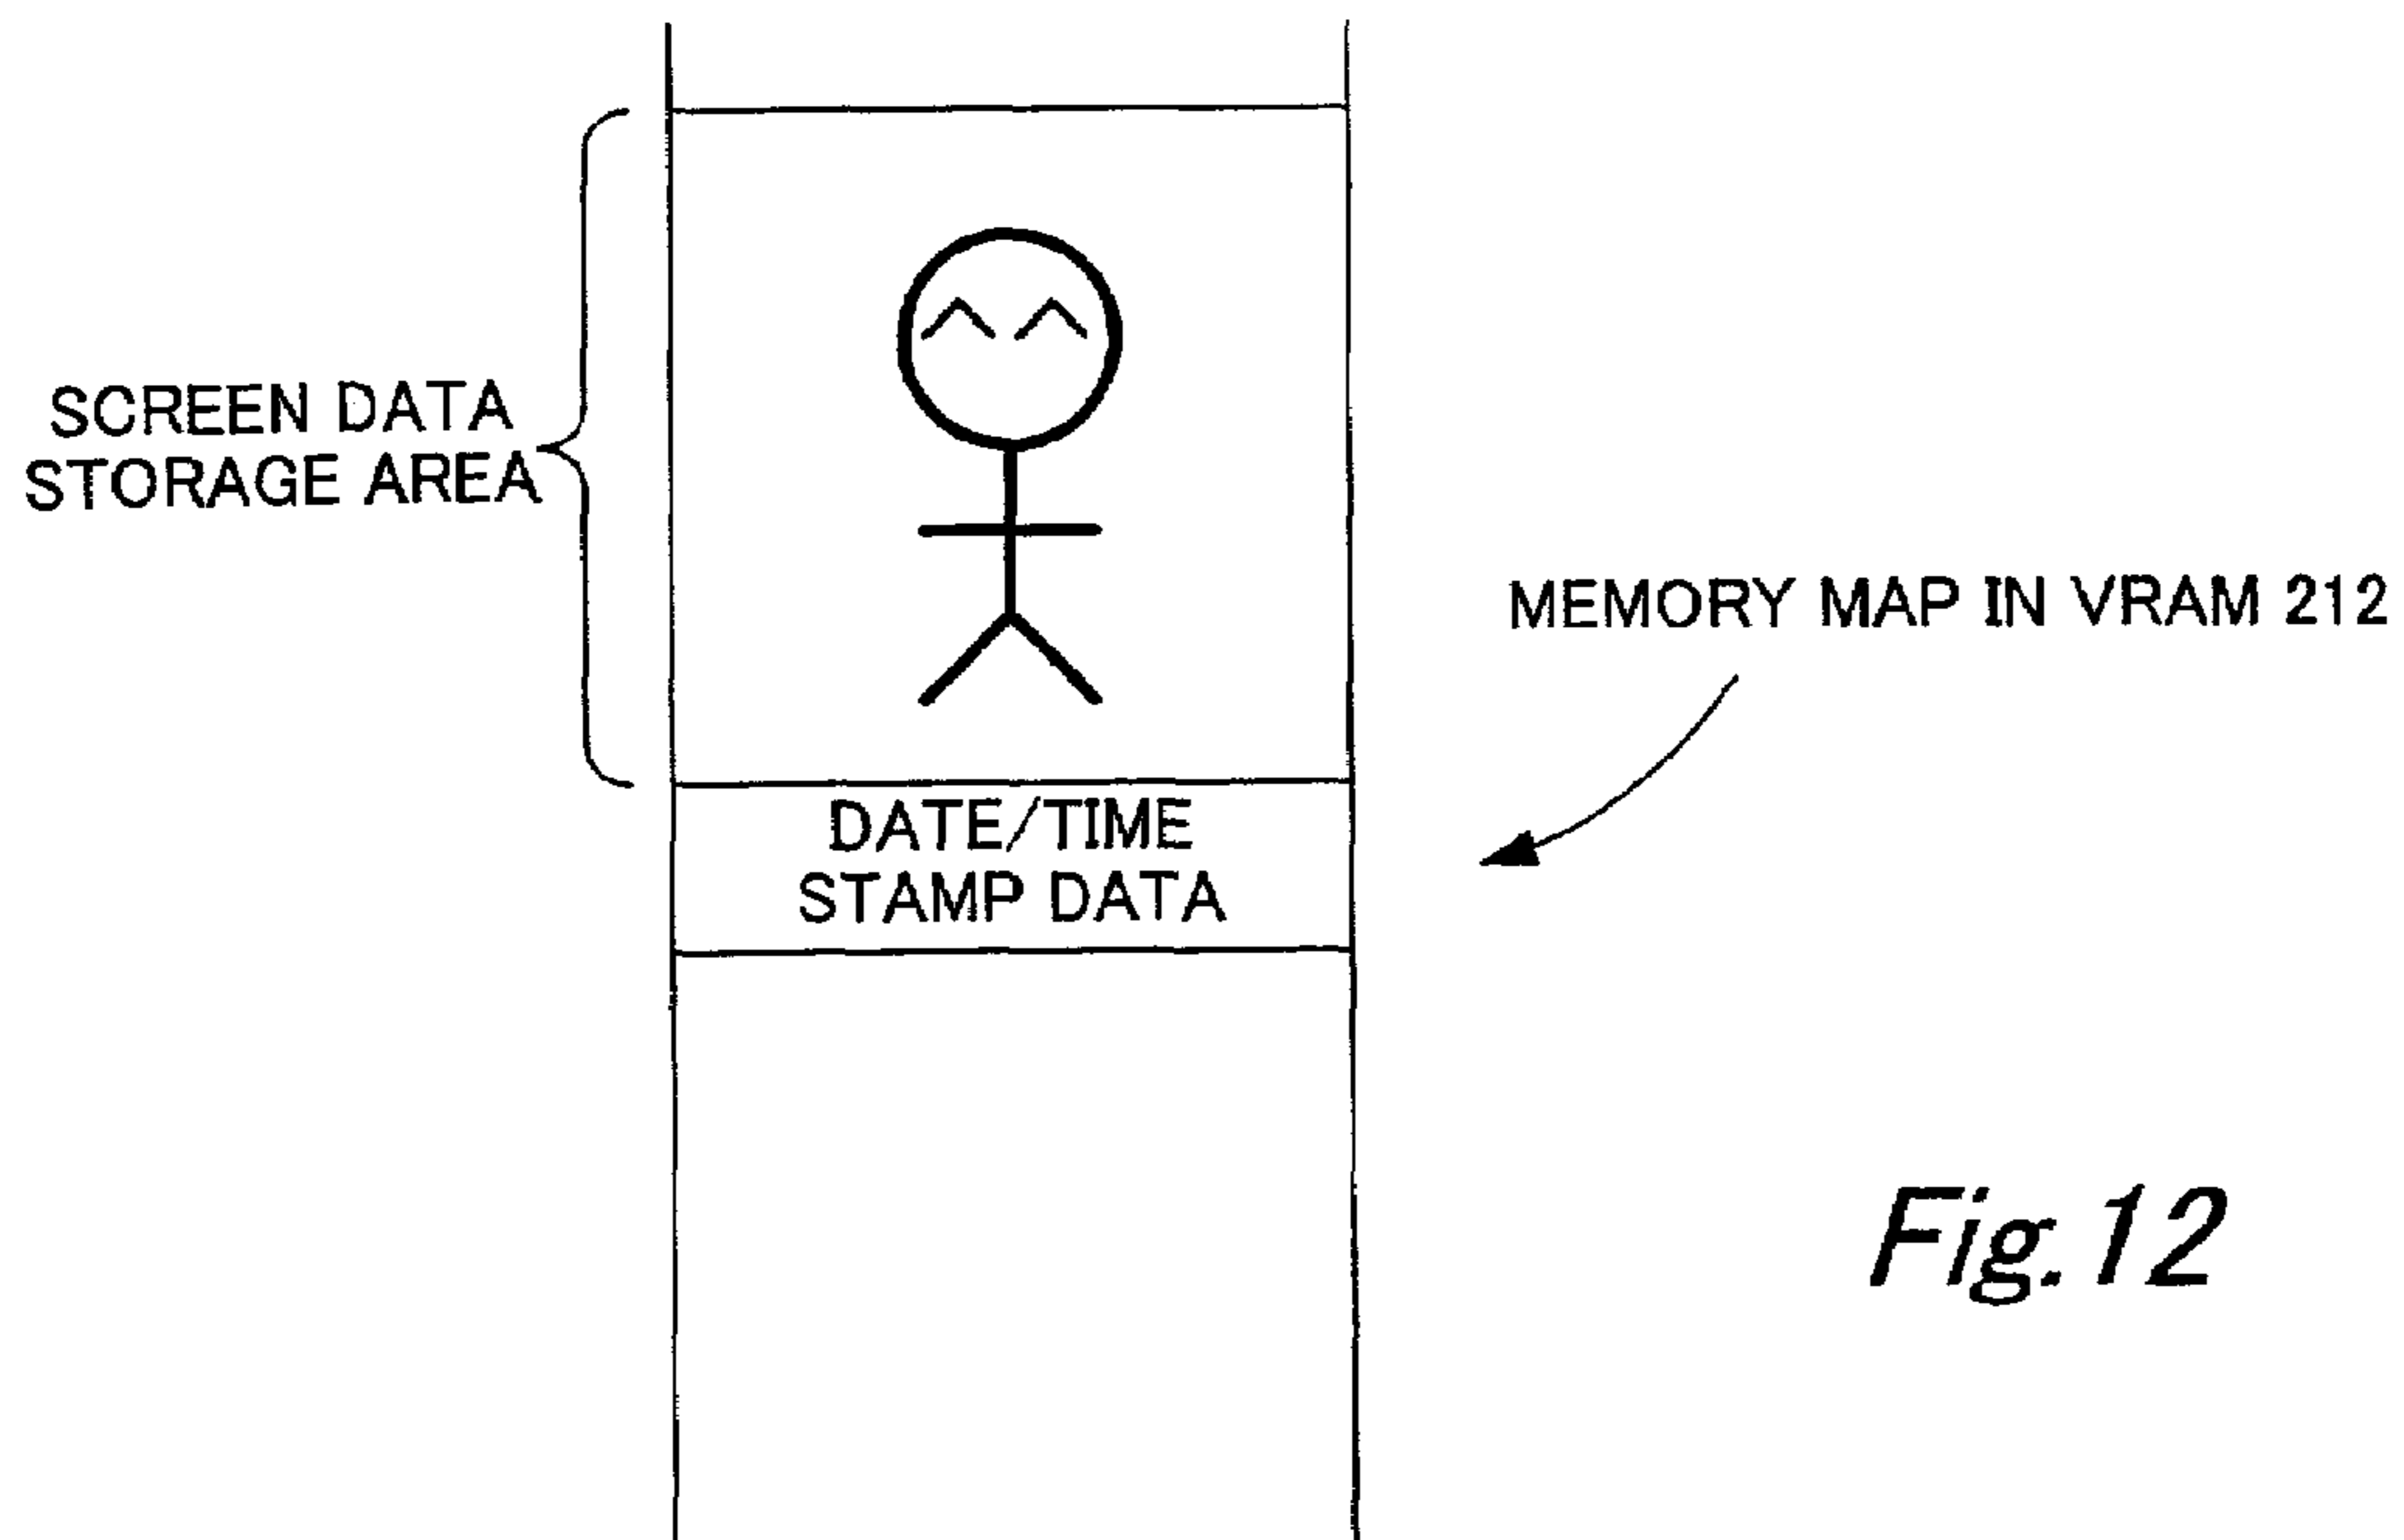 SCREEN DATA
STORAGE AREA
MEMORY MAP IN VRAM 212
DATE/TIME
STAMP DATA
Fig.12